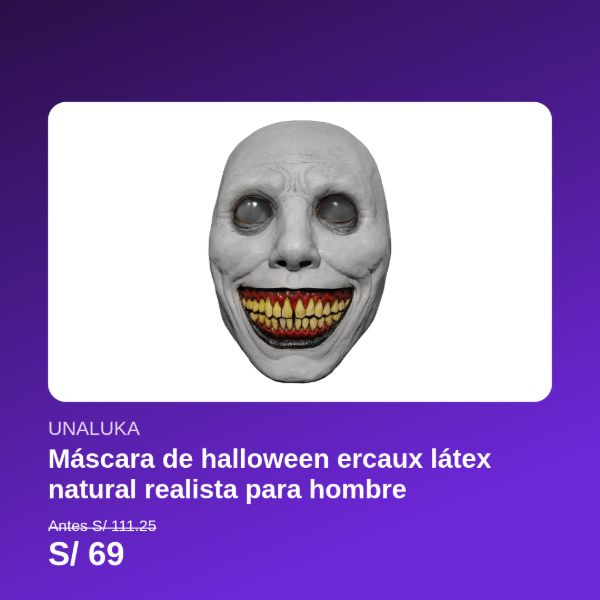 UNALUKA
Máscara de halloween ercaux látex
natural realista para hombre
Antes S/ 111.25
S/ 69